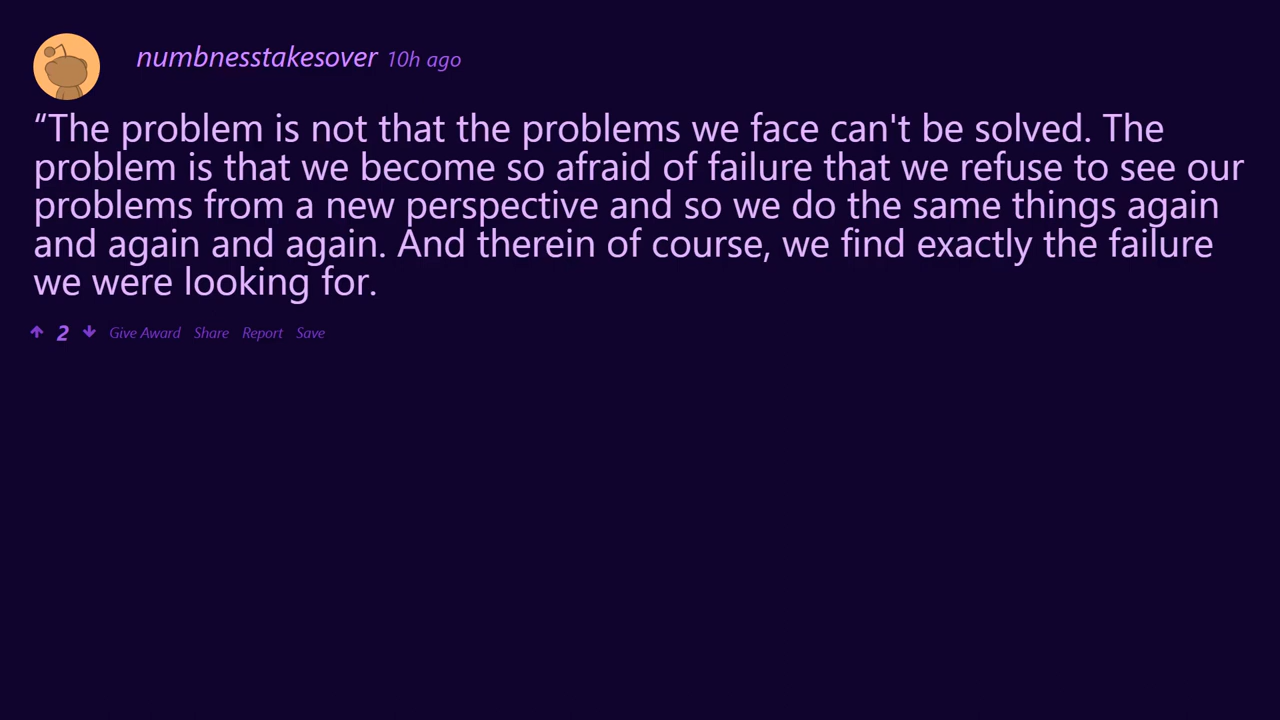 numbnesstakesover 10h ago
“The problem is not that the problems we face can't be solved. The
problem is that we become so afraid of failure that we refuse to see our
problems from a new perspective and so we do the same things again
and again and again. And therein of course, we find exactly the failure
we were looking for.
2 Give Award Share Report Save